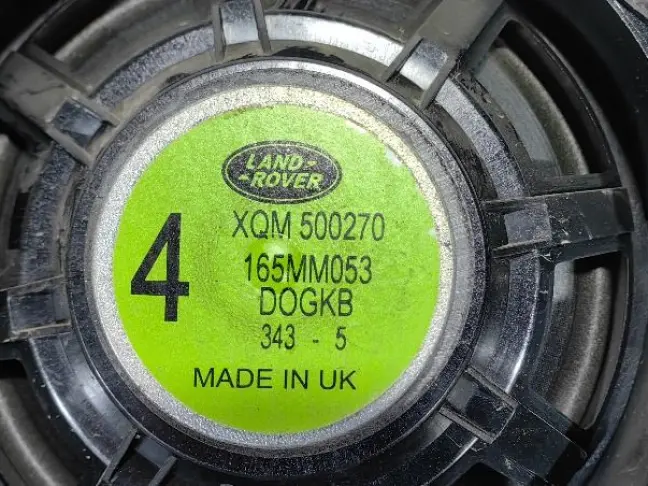 LAND-
-ROVER
4
XQM 500270
165MM053
DOGKB
343 - 5
MADE IN UK